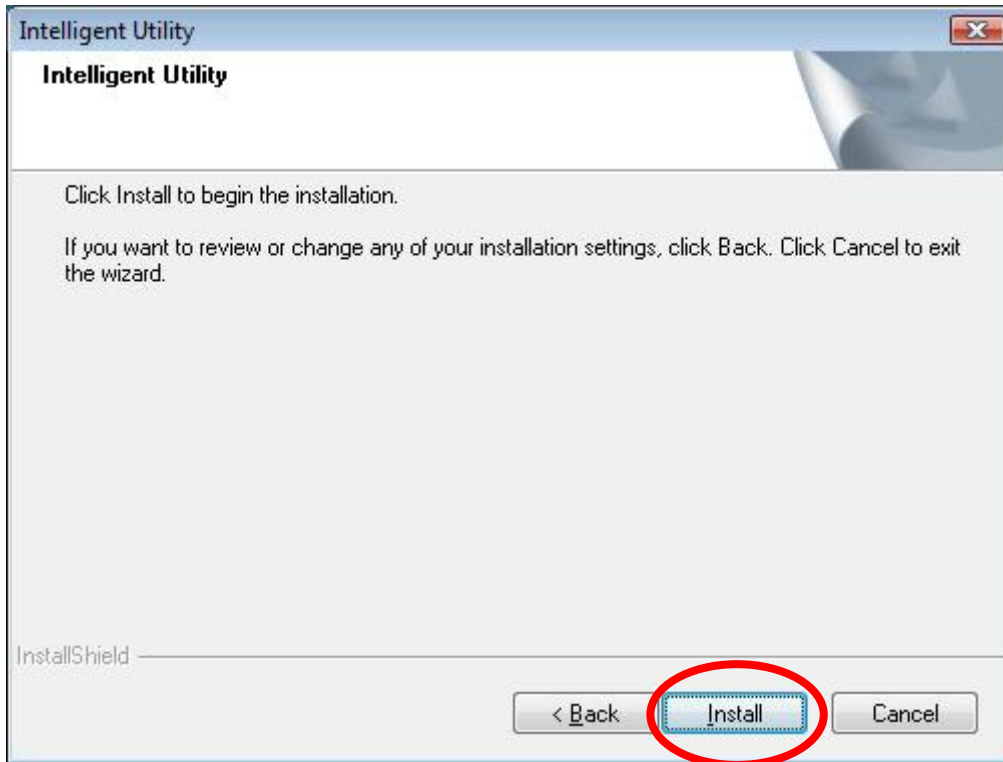 Intelligent Utility
Intelligent Utility
Click Install to begin the installation.
If you want to review or change any of your installation settings, click Back. Click Cancel to exit
the wizard.
InstallShield
< Back Install Cancel